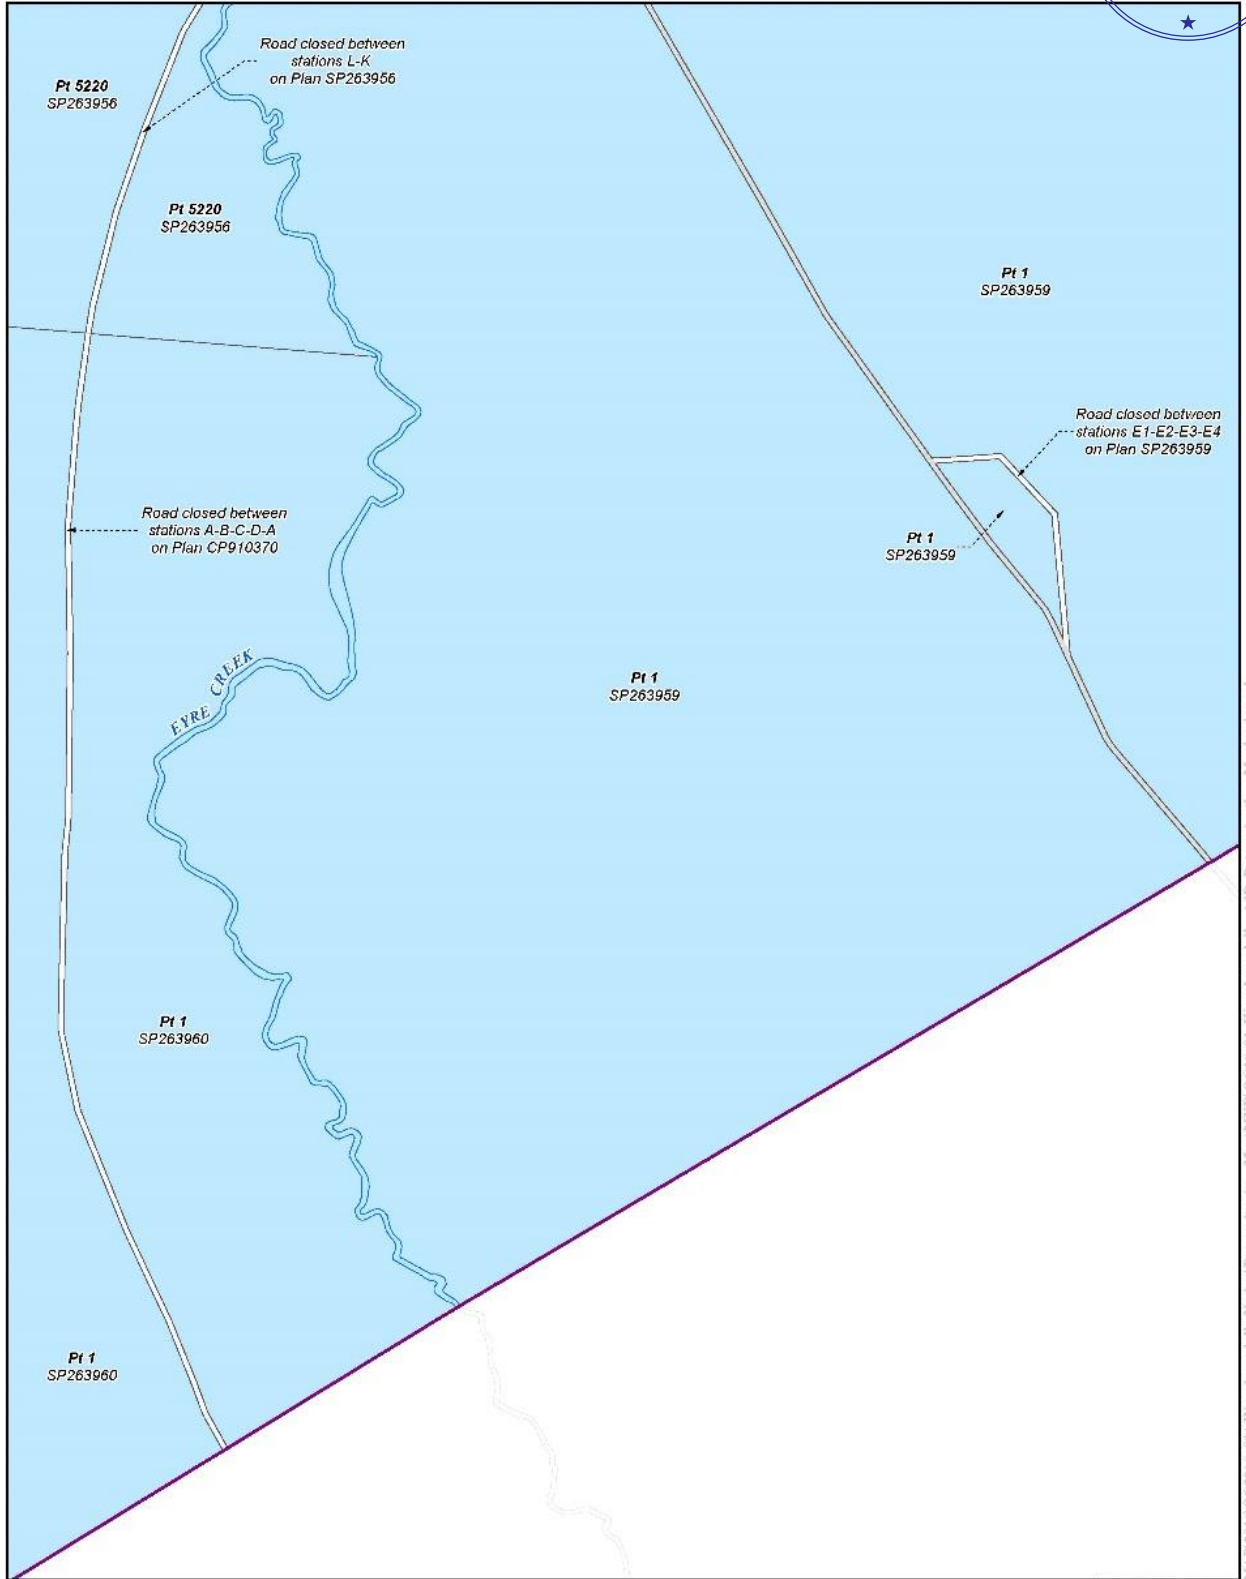 Road closed between
stations L-K
on Plan SP263956
Pt 5220
SP263956
Pt 5220
SP263956
Pt 1
SP263959
Road closed between
stations E1-E2-E3-E4
on Plan SP263959
Road closed between
stations A-B-C-D-A
on Plan CP910370
Pt 1
SP263959
EYRE CREEK
Pt 1
SP263959
Pt 1
SP263960
Pt 1
SP263960